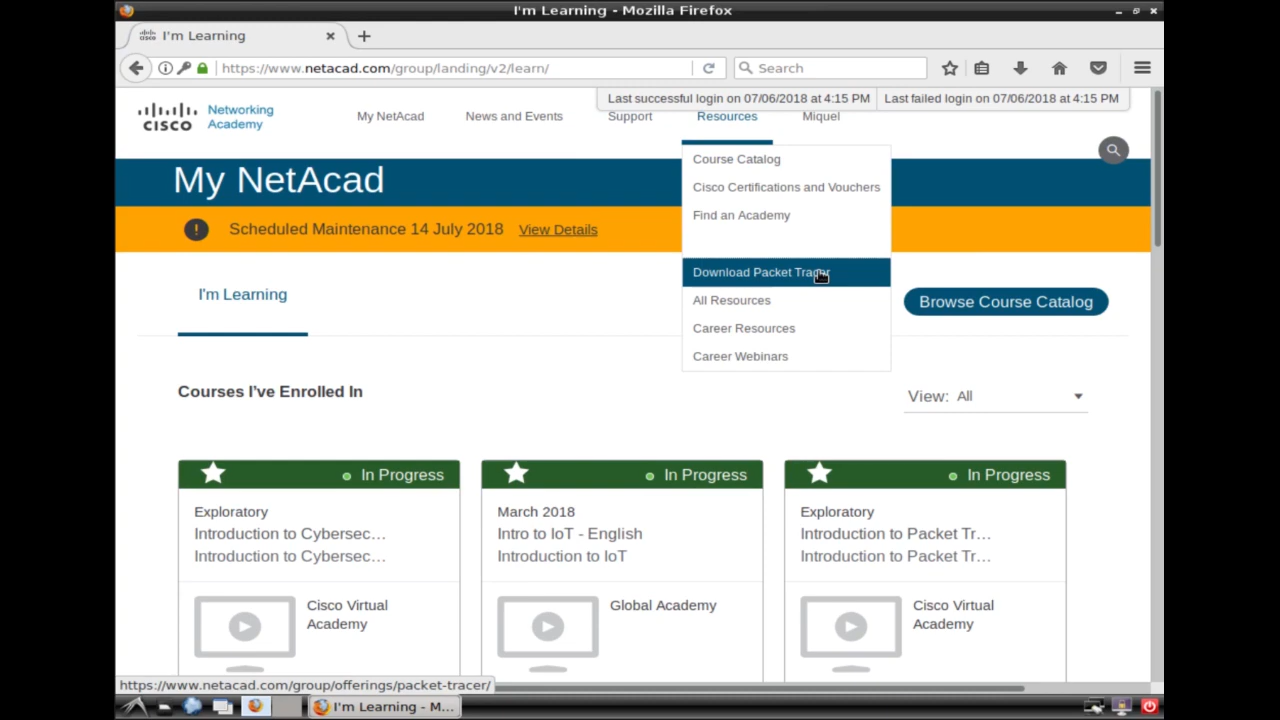 I'm Learning - Mozilla Firefox
I'm Learning
https://www.netacad.com/group/landing/v2/learn/
Search
Last successful login on 07/06/2018 at 4:15 PM
Last failed login on 07/06/2018 at 4:15 PM
CISCO
Networking
Academy
My NetAcad
News and Events
Support
Resources
Miquel
Course Catalog
Cisco Certifications and Vouchers
Find an Academy
Download Packet Tracer
All Resources
Career Resources
Career Webinars
My NetAcad
Scheduled Maintenance 14 July 2018 View Details
I'm Learning
Browse Course Catalog
Courses I've Enrolled In
View: All
In Progress
Exploratory
Introduction to Cybersec...
Introduction to Cybersec...
Cisco Virtual
Academy
In Progress
March 2018
Intro to IoT - English
Introduction to IoT
Global Academy
In Progress
Exploratory
Introduction to Packet Tr...
Introduction to Packet Tr...
Cisco Virtual
Academy
https://www.netacad.com/group/offerings/packet-tracer/
I'm Learning - M...